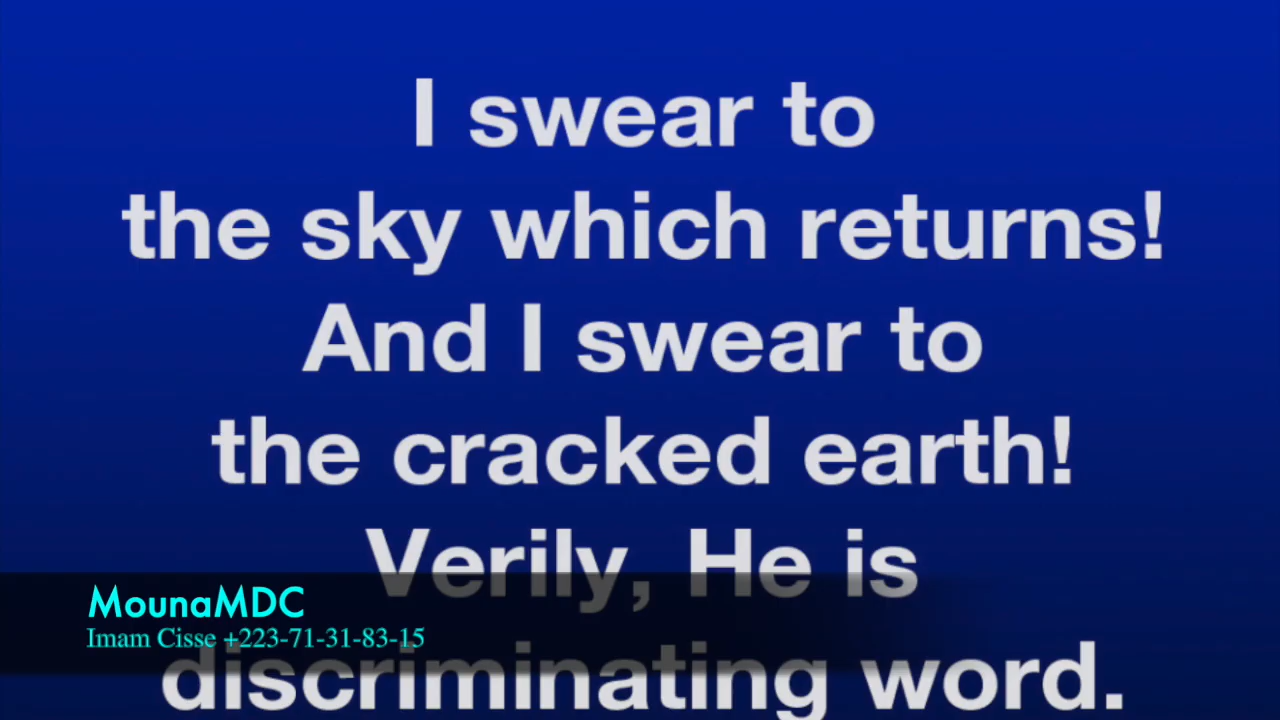 I swear to
the sky which returns!
And I swear to
the cracked earth!
Verily, He is
MounaMDC
Imam Cisse +223-71-31-83-15
discriminating word.